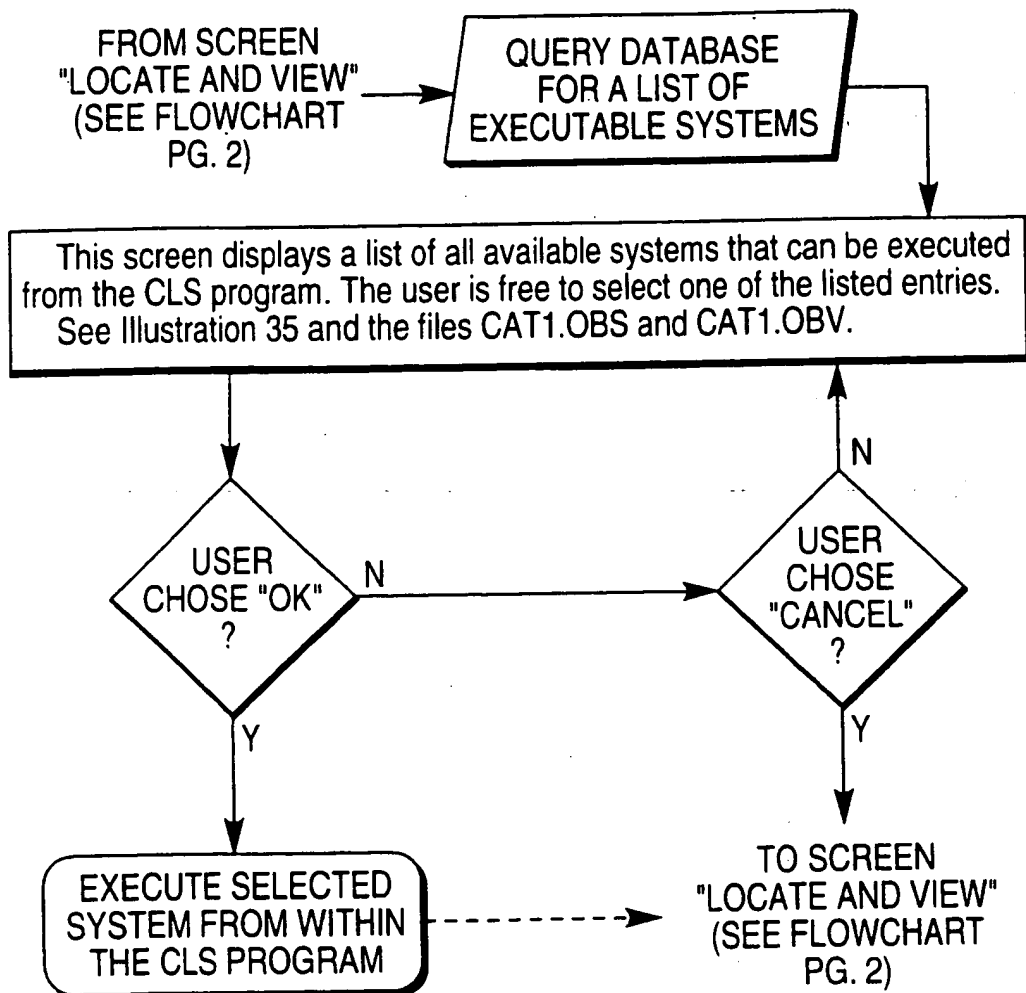 FROM SCREEN
"LOCATE AND VIEW"
(SEE FLOWCHART
PG. 2)
QUERY DATABASE
FOR A LIST OF
EXECUTABLE SYSTEMS
This screen displays a list of all available systems that can be executed
from the CLS program. The user is free to select one of the listed entries.
See Illustration 35 and the files CAT1.OBS and CAT1.OBV.
USER
CHOSE "OK"
?
N
Y
USER
CHOSE
"CANCEL"
?
N
Y
EXECUTE SELECTED
SYSTEM FROM WITHIN
THE CLS PROGRAM
TO SCREEN
"LOCATE AND VIEW"
(SEE FLOWCHART
PG. 2)